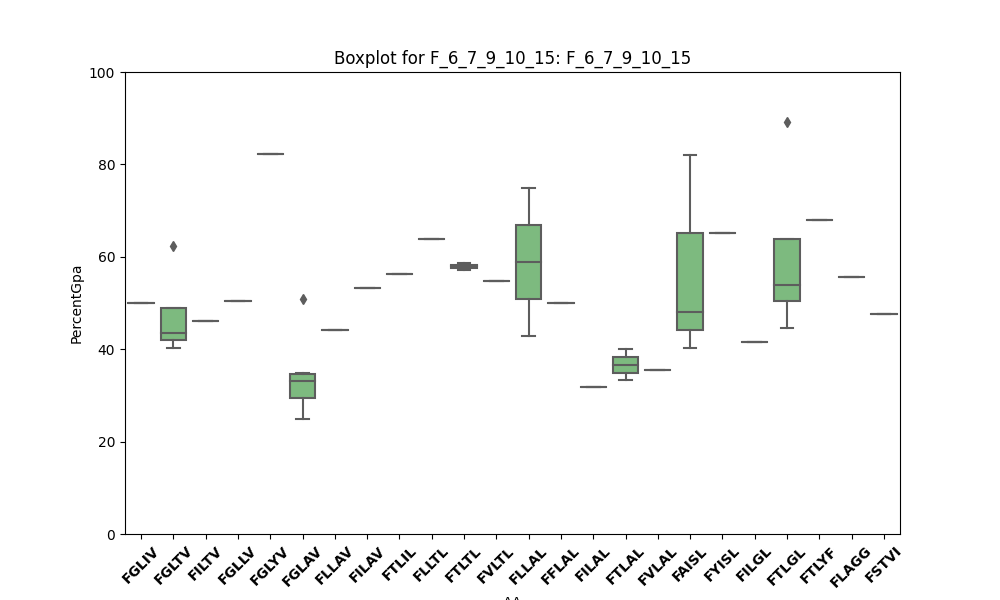 Boxplot for F_6_7_9_10_15: F_6_7_9_10_15
100
80
60
40
20
0
PercentGpa
FGLIV
FGLTV
FILTV
FGLLV
FGLYV
FGLAV
FLLAV
FILAV
FTLIL
FLLTL
FTLTL
FVLTL
FLLAL
FFLAL
FILAL
FTLAL
FVLAL
FAISL
FYISL
FILGL
FTLGL
FTLYF
FLAGG
FSTVI